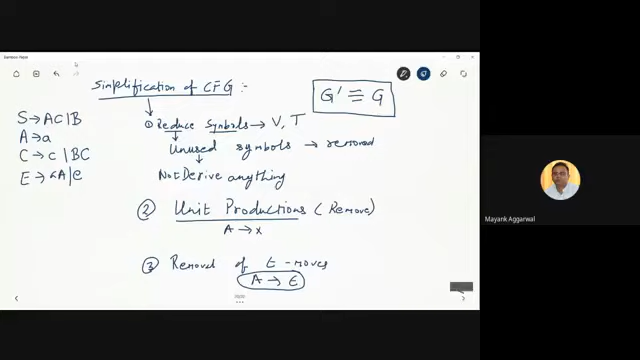 Simplification of CFG :-
G' ≡ G
S → AC | B
A → a
C → c | BC
E → aA | e
① Reduce Symbols → V, T
Unused symbols → removed
Not Derive anything
② Unit Productions (Remove)
A → x
③ Removal of ε-moves
A → ε
Mayank Aggarwal